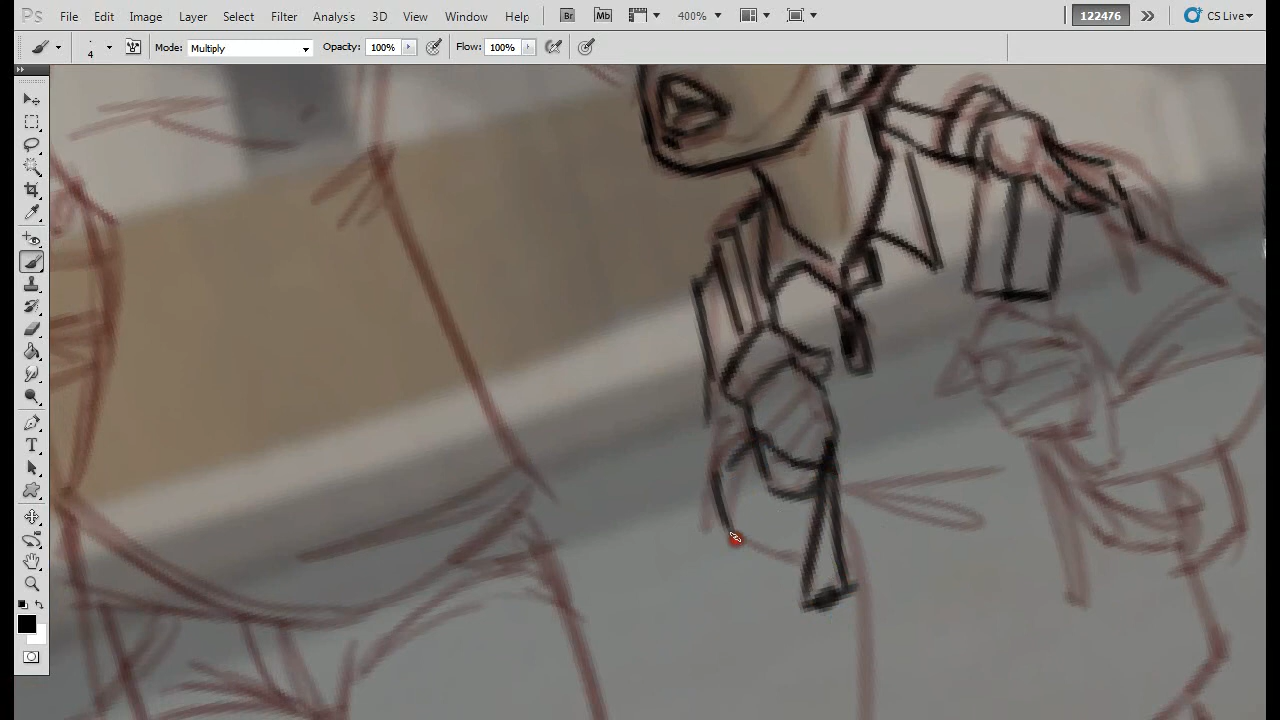 Ps File Edit Image Layer Select Filter Analysis 3D View Window Help Br Mb 400% 122476 CS Live
4 Mode: Multiply Opacity: 100% Flow: 100%
T